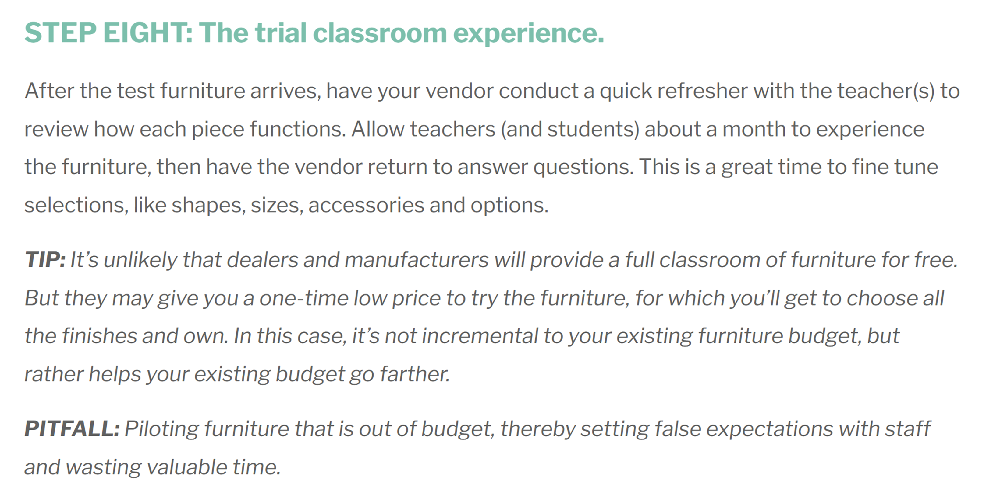 STEP EIGHT: The trial classroom experience.
After the test furniture arrives, have your vendor conduct a quick refresher with the teacher(s) to
review how each piece functions. Allow teachers (and students) about a month to experience
the furniture, then have the vendor return to answer questions. This is a great time to fine tune
selections, like shapes, sizes, accessories and options.
TIP: It’s unlikely that dealers and manufacturers will provide a full classroom of furniture for free.
But they may give you a one-time low price to try the furniture, for which you’ll get to choose all
the finishes and own. In this case, it’s not incremental to your existing furniture budget, but
rather helps your existing budget go farther.
PITFALL: Piloting furniture that is out of budget, thereby setting false expectations with staff
and wasting valuable time.